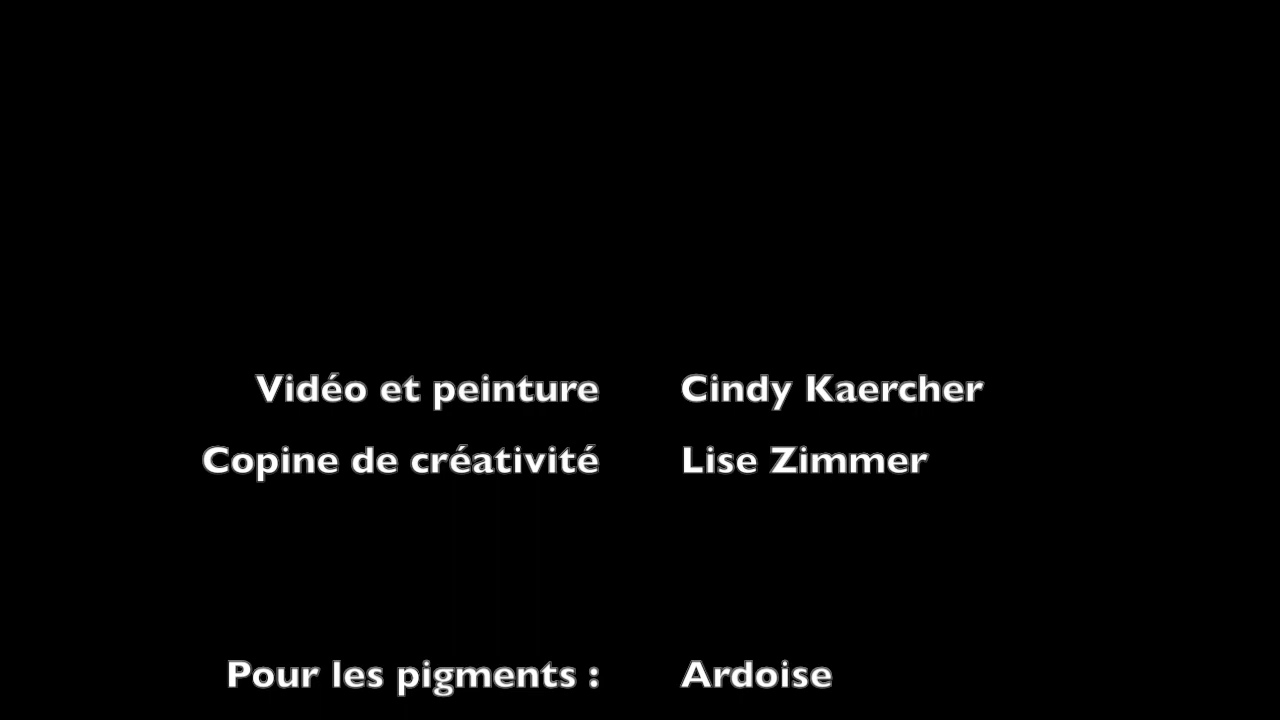 Vidéo et peinture Cindy Kaercher
Copine de créativité Lise Zimmer
Pour les pigments : Ardoise